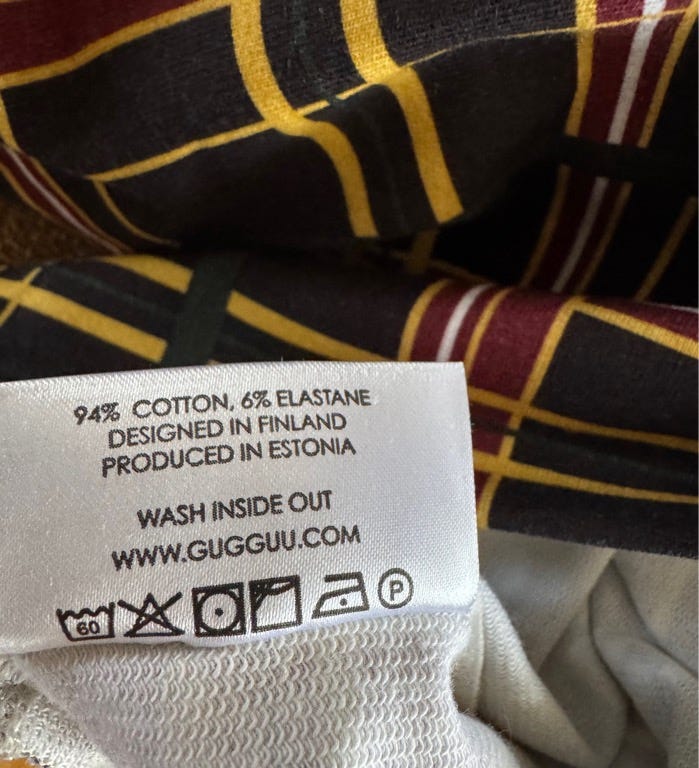 94% COTTON, 6% ELASTANE
DESIGNED IN FINLAND
PRODUCED IN ESTONIA
WASH INSIDE OUT
WWW.GUGGUU.COM
60 P